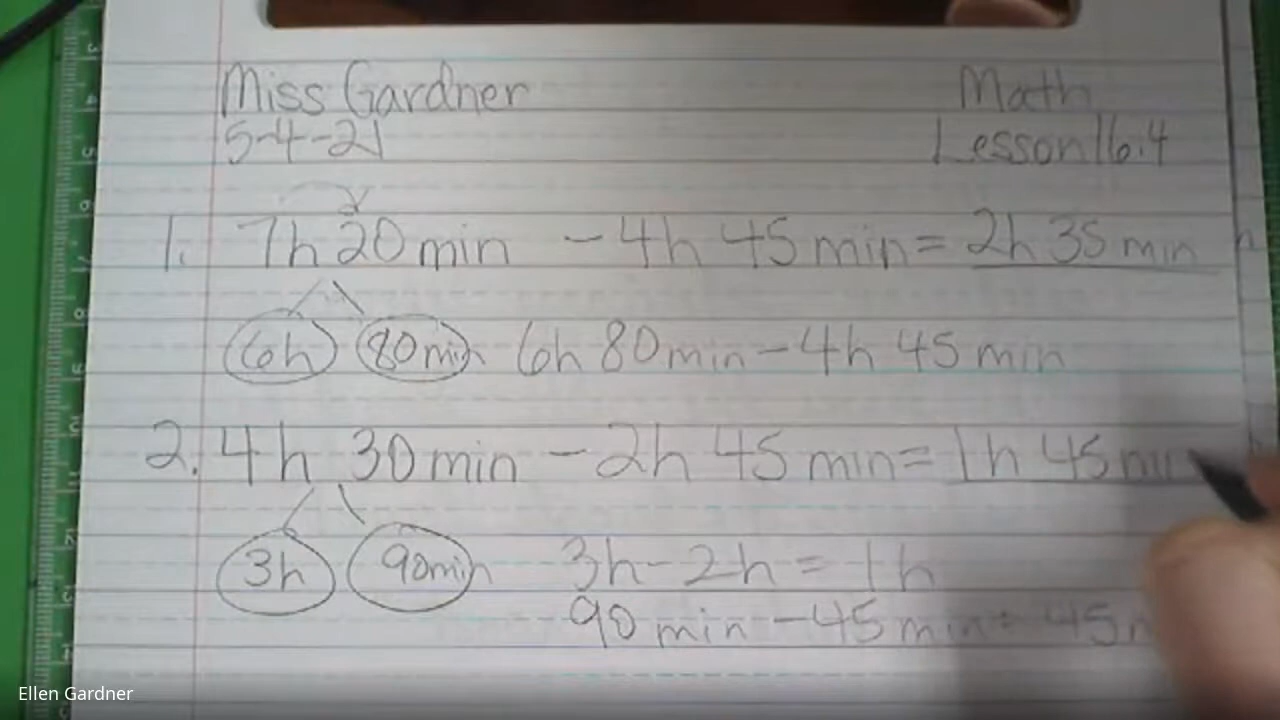 Miss Gardner Math
5-4-21 Lesson 16.4
1. 7h 20 min - 4h 45 min = 2h 35 min
6h 80 min 6h 80 min - 4h 45 min
2. 4h 30 min - 2h 45 min = 1h 45
3h 90 min 3h - 2h = 1h
90 min - 45 min = 45
Ellen Gardner